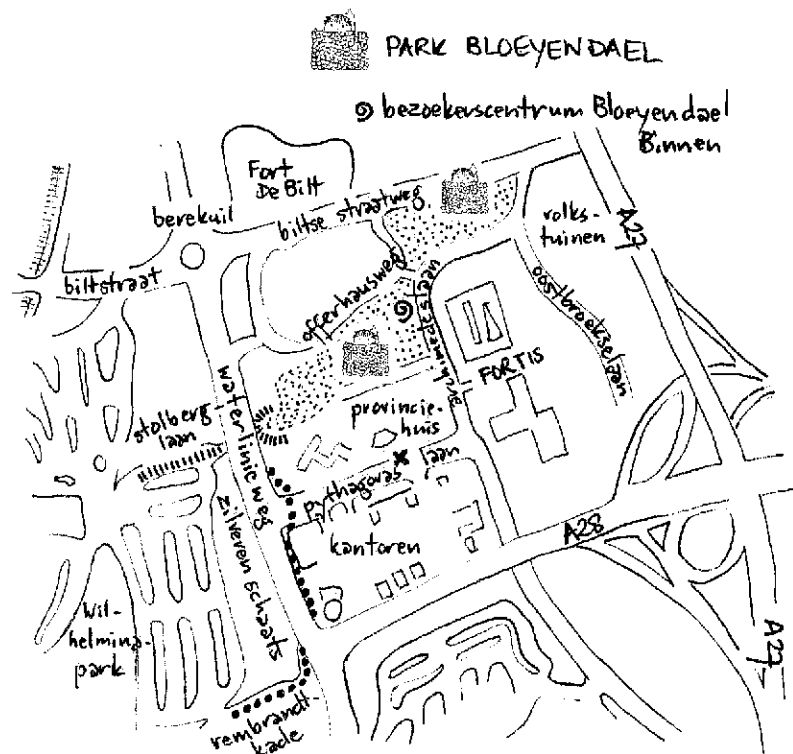 PARK BLOEYENDAEL
bezoekerscentrum Bloeyendael
Binnen
Fort
De Bilt
berekuil
biltse straatweg
volks-
tuinen
A27
biltstraat
offerhausweg
archimedeslaan
oostbroekselaan
FORTIS
waterlinieweg
stolberg
laan
provincie-
huis
pythagoras laan
zilveren schaats
kantoren
A28
Wil-
helmina-
park
A27
rembrandt-
kade